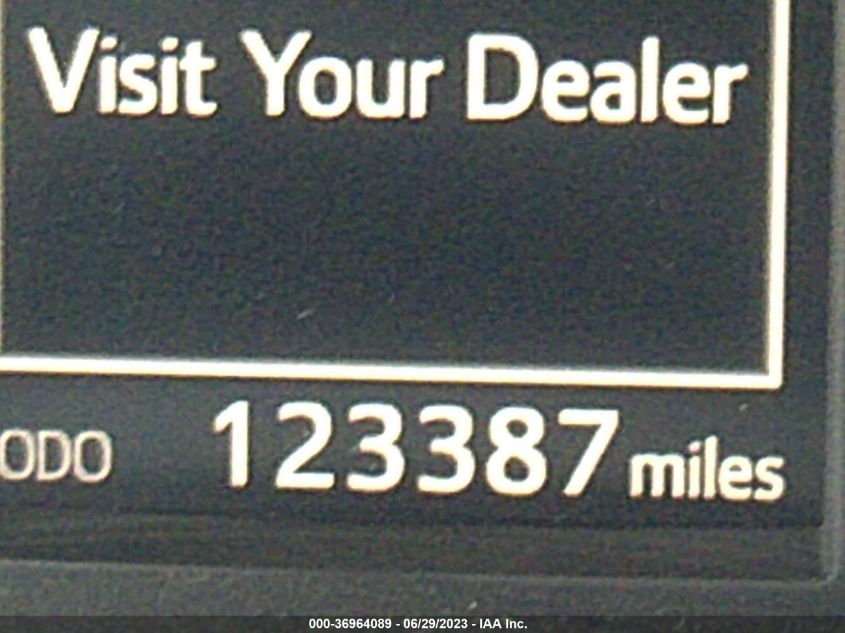 Visit Your Dealer
ODO 123387 miles
000-36964089 - 06/29/2023 - IAA Inc.